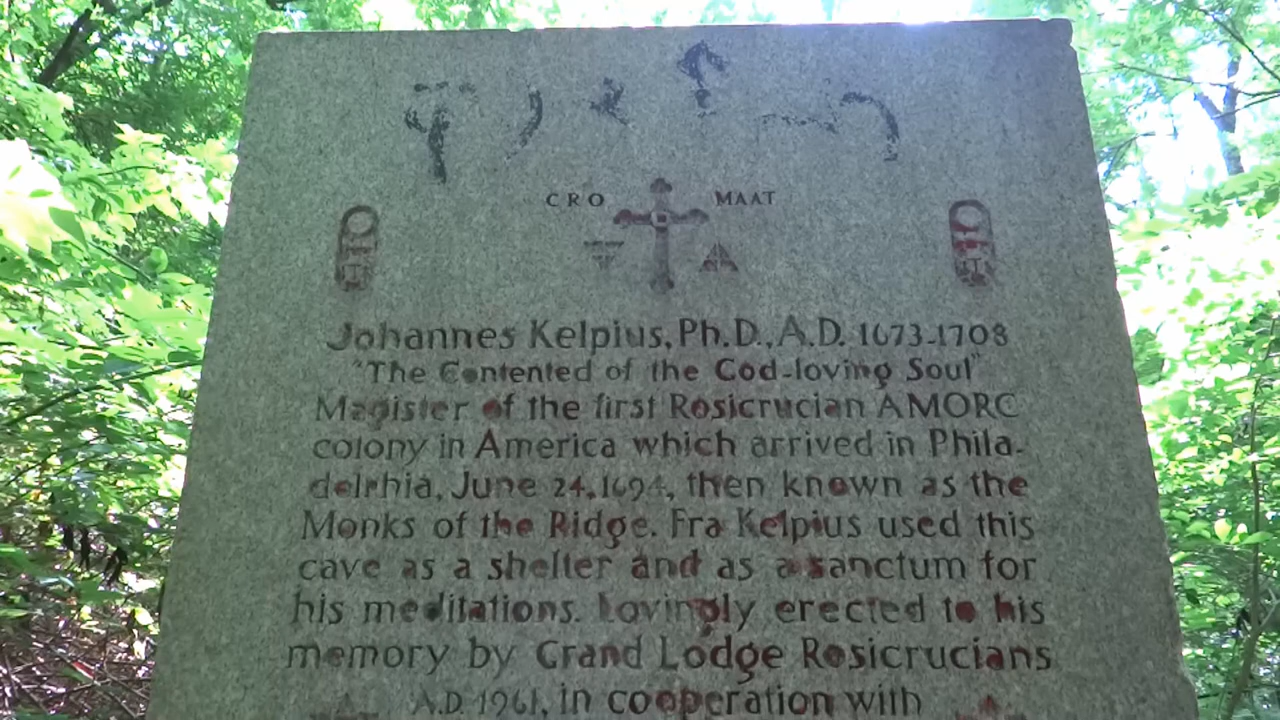 CRO MAAT
Johannes Kelpius, Ph.D., A.D. 1673-1708
"The Contented of the God-loving Soul"
Magister of the first Rosicrucian AMORC
colony in America which arrived in Phila-
delphia, June 24, 1694, then known as the
Monks of the Ridge. Fra Kelpius used this
cave as a shelter and as a sanctum for
his meditations. Lovingly erected to his
memory by Grand Lodge Rosicrucians
A.D. 1961, in cooperation with